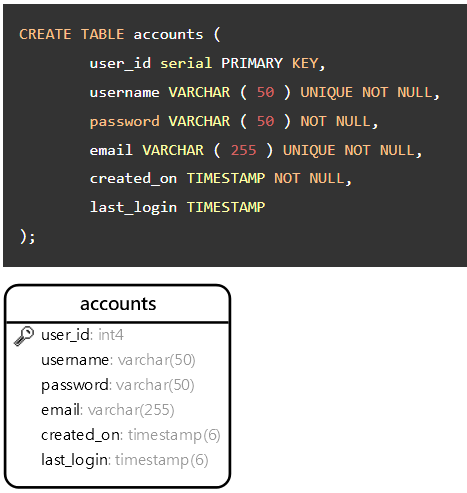 CREATE TABLE accounts (
user_id serial PRIMARY KEY,
username VARCHAR ( 50 ) UNIQUE NOT NULL,
password VARCHAR ( 50 ) NOT NULL,
email VARCHAR ( 255 ) UNIQUE NOT NULL,
created_on TIMESTAMP NOT NULL,
last_login TIMESTAMP
);
accounts
user_id: int4
username: varchar(50)
password: varchar(50)
email: varchar(255)
created_on: timestamp(6)
last_login: timestamp(6)